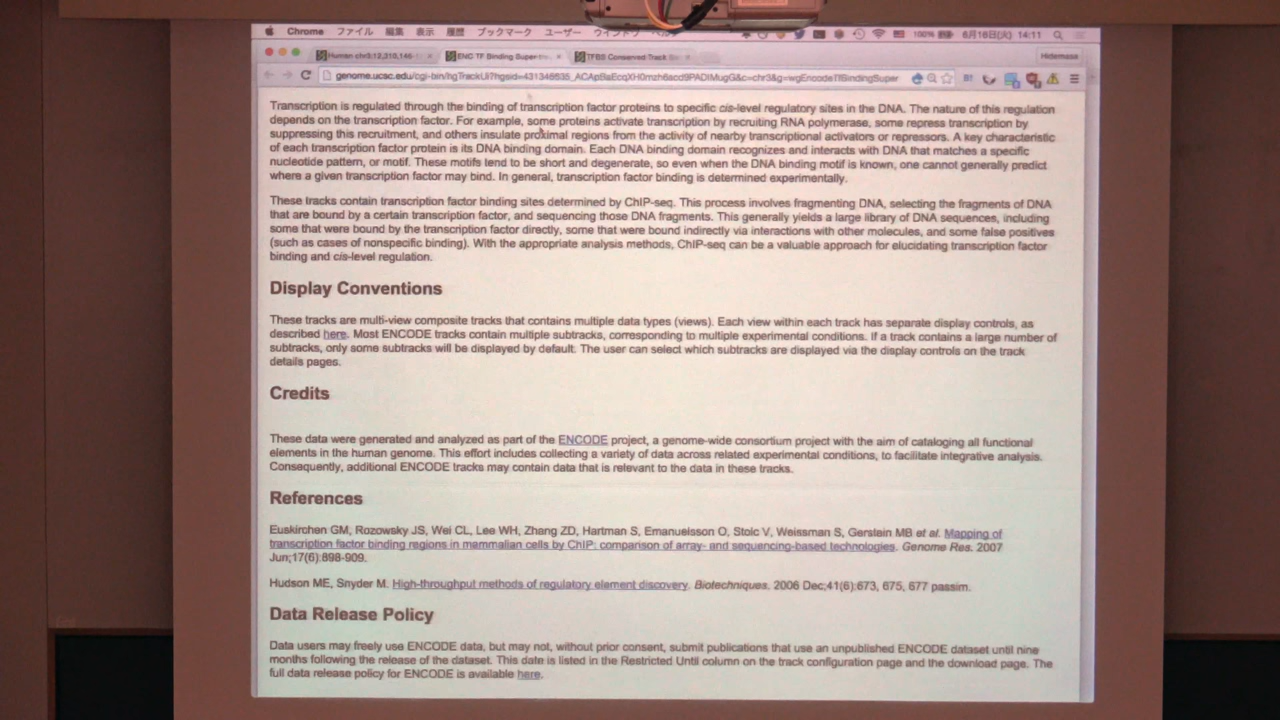 Chrome ファイル 編集 表示 履歴 ブックマーク ユーザー ウインドウ ヘルプ 100% 6月16日(火) 14:11
Human chr3:12,310,145-1 ENC TF Binding Super-tra TFBS Conserved Track Se Hidemasa
genome.ucsc.edu/cgi-bin/hgTrackUi?
Transcription is regulated through the binding of transcription factor proteins to specific cis-level regulatory sites in the DNA. The nature of this regulation
depends on the transcription factor. For example, some proteins activate transcription by recruiting RNA polymerase, some repress transcription by
suppressing this recruitment, and others insulate proximal regions from the activity of nearby transcriptional activators or repressors. A key characteristic
of each transcription factor protein is its DNA binding domain. Each DNA binding domain recognizes and interacts with DNA that matches a specific
nucleotide pattern, or motif. These motifs tend to be short and degenerate, so even when the DNA binding motif is known, one cannot generally predict
where a given transcription factor may bind. In general, transcription factor binding is determined experimentally.
These tracks contain transcription factor binding sites determined by ChIP-seq. This process involves fragmenting DNA, selecting the fragments of DNA
that are bound by a certain transcription factor, and sequencing those DNA fragments. This generally yields a large library of DNA sequences, including
some that were bound by the transcription factor directly, some that were bound indirectly via interactions with other molecules, and some false positives
(such as cases of nonspecific binding). With the appropriate analysis methods, ChIP-seq can be a valuable approach for elucidating transcription factor
binding and cis-level regulation.
Display Conventions
These tracks are multi-view composite tracks that contains multiple data types (views). Each view within each track has separate display controls, as
described here. Most ENCODE tracks contain multiple subtracks, corresponding to multiple experimental conditions. If a track contains a large number of
subtracks, only some subtracks will be displayed by default. The user can select which subtracks are displayed via the display controls on the track
details pages.
Credits
These data were generated and analyzed as part of the ENCODE project, a genome-wide consortium project with the aim of cataloging all functional
elements in the human genome. This effort includes collecting a variety of data across related experimental conditions, to facilitate integrative analysis.
Consequently, additional ENCODE tracks may contain data that is relevant to the data in these tracks.
References
Euskirchen GM, Rozowsky JS, Wei CL, Lee WH, Zhang ZD, Hartman S, Emanuelsson O, Stolc V, Weissman S, Gerstein MB et al. Mapping of
transcription factor binding regions in mammalian cells by ChIP: comparison of array- and sequencing-based technologies. Genome Res. 2007
Jun;17(6):898-909.
Hudson ME, Snyder M. High-throughput methods of regulatory element discovery. Biotechniques. 2006 Dec;41(6):673, 675, 677 passim.
Data Release Policy
Data users may freely use ENCODE data, but may not, without prior consent, submit publications that use an unpublished ENCODE dataset until nine
months following the release of the dataset. This date is listed in the Restricted Until column on the track configuration page and the download page. The
full data release policy for ENCODE is available here.